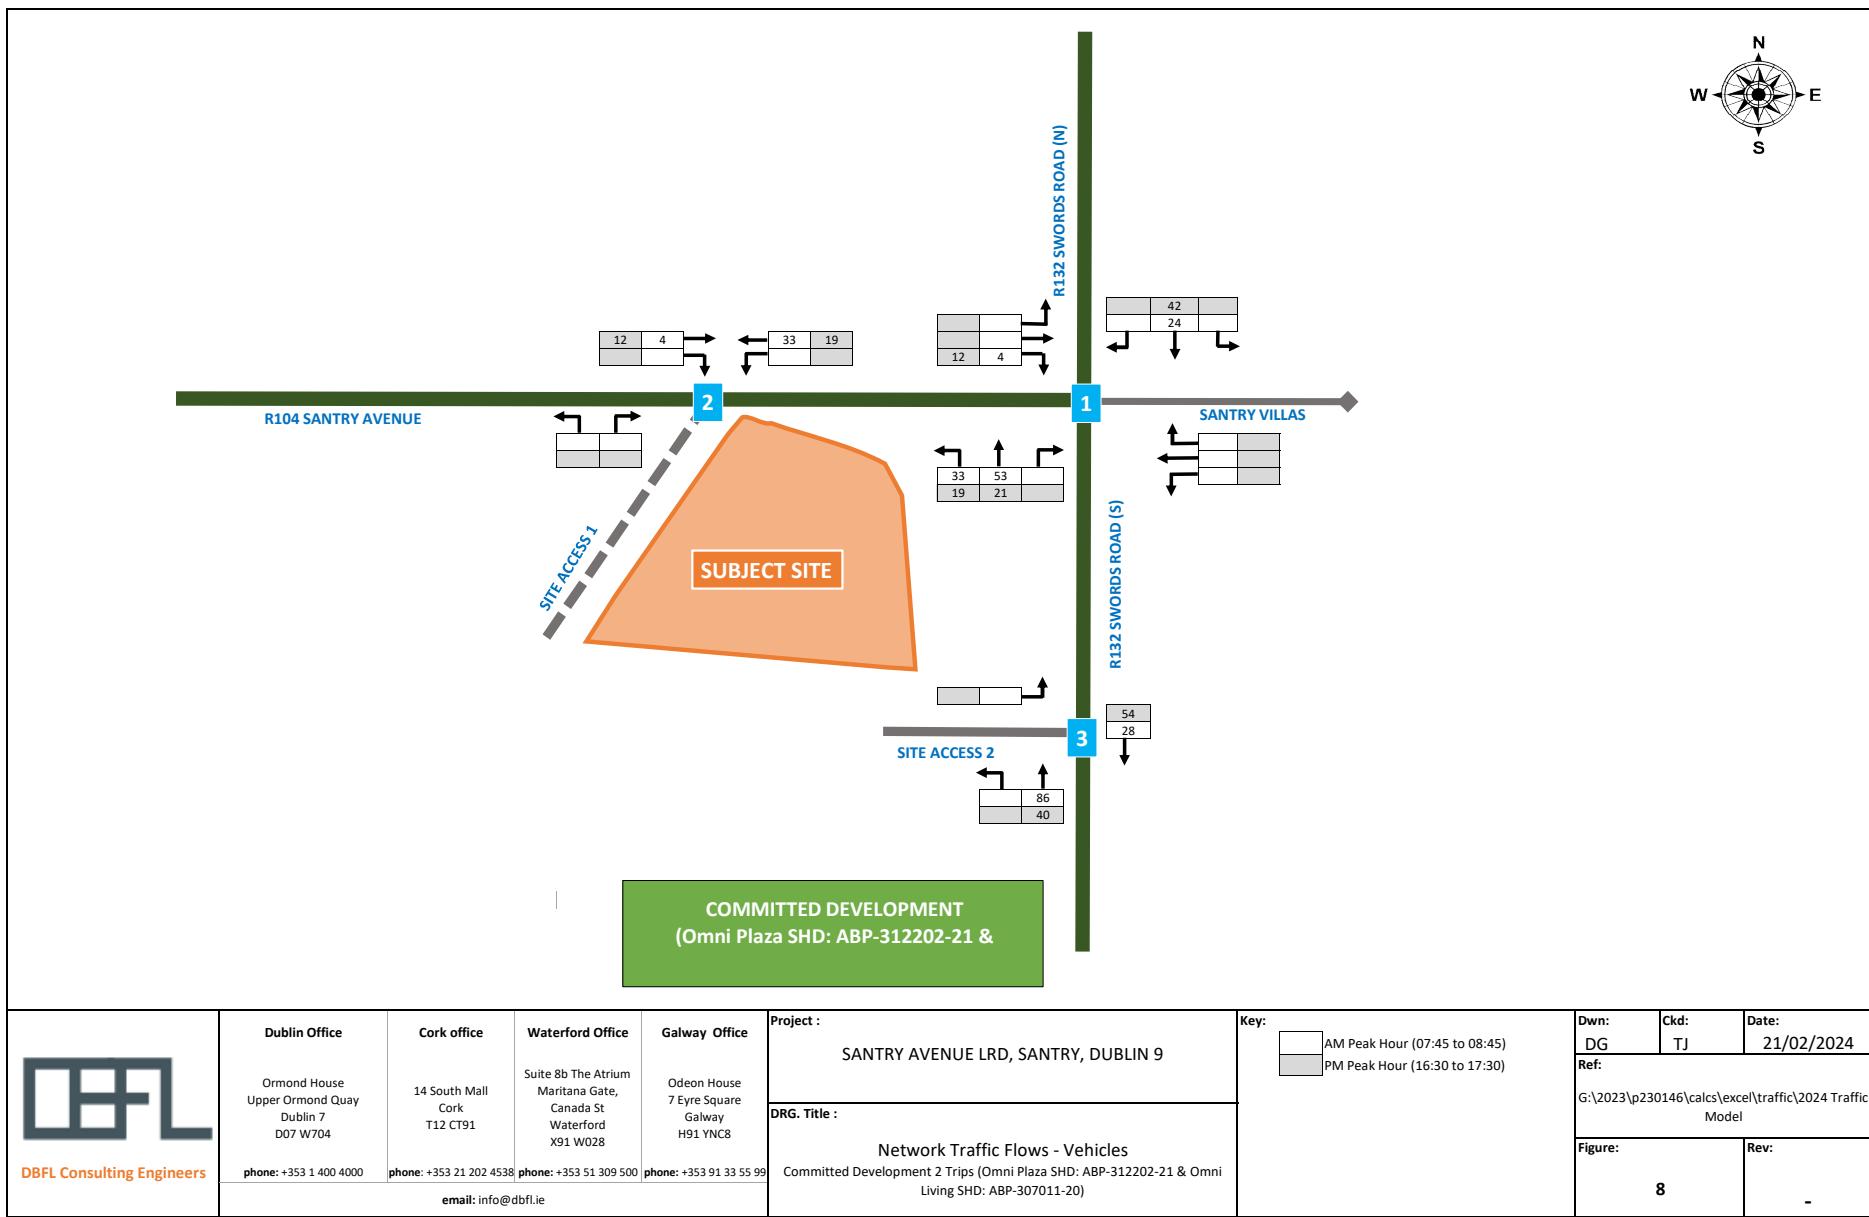 N
W E
S
R132 SWORDS ROAD (N)
42
24
12 4
33 19
12 4
2
1
R104 SANTRY AVENUE
SANTRY VILLAS
33 53
19 21
SITE ACCESS 1
SUBJECT SITE
R132 SWORDS ROAD (S)
54
28
3
SITE ACCESS 2
86
40
COMMITTED DEVELOPMENT
(Omni Plaza SHD: ABP-312202-21 &
DBFL
DBFL Consulting Engineers
Dublin Office
Ormond House
Upper Ormond Quay
Dublin 7
D07 W704
phone: +353 1 400 4000
Cork office
14 South Mall
Cork
T12 CT91
phone: +353 21 202 4538
Waterford Office
Suite 8b The Atrium
Maritana Gate,
Canada St
Waterford
X91 W028
phone: +353 51 309 500
Galway Office
Odeon House
7 Eyre Square
Galway
H91 YNC8
phone: +353 91 33 55 99
email: info@dbfl.ie
Project :
SANTRY AVENUE LRD, SANTRY, DUBLIN 9
DRG. Title :
Network Traffic Flows - Vehicles
Committed Development 2 Trips (Omni Plaza SHD: ABP-312202-21 & Omni
Living SHD: ABP-307011-20)
Key:
AM Peak Hour (07:45 to 08:45)
PM Peak Hour (16:30 to 17:30)
Dwn:
DG
Ckd:
TJ
Date:
21/02/2024
Ref:
G:\2023\p230146\calcs\excel\traffic\2024 Traffic
Model
Figure:
8
Rev:
-